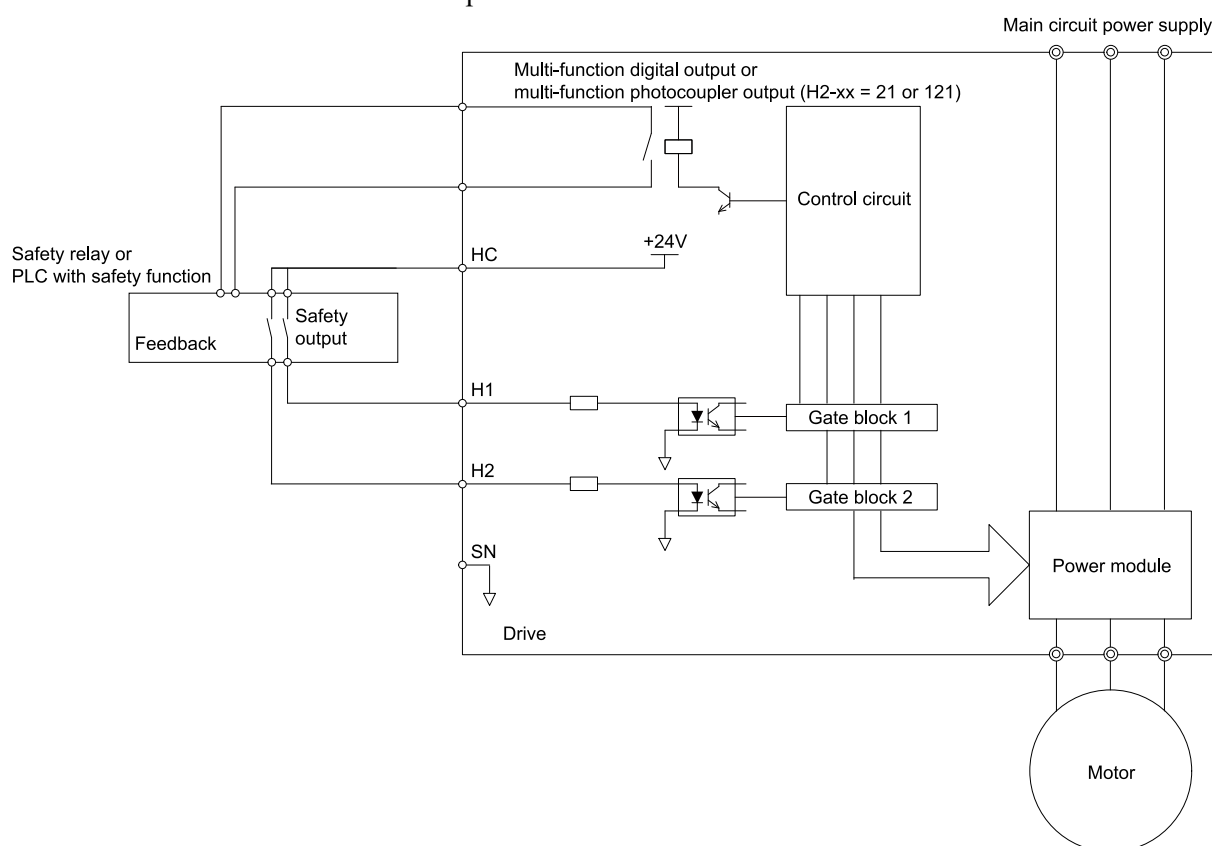 Main circuit power supply
Multi-function digital output or
multi-function photocoupler output (H2-xx = 21 or 121)
Control circuit
+24V
HC
Safety relay or
PLC with safety function
Safety
output
Feedback
H1
Gate block 1
H2
Gate block 2
SN
Power module
Drive
Motor